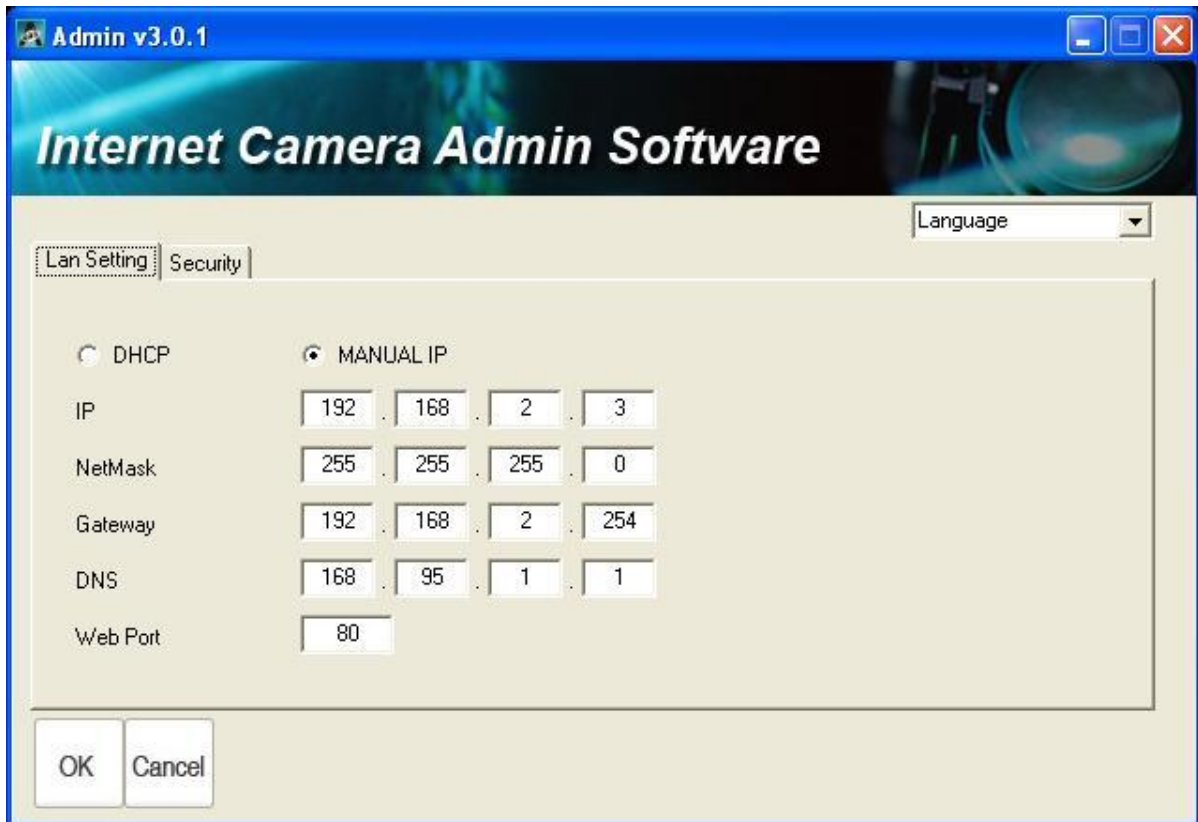 Admin v3.0.1
Internet Camera Admin Software
Language
Lan Setting Security
DHCP MANUAL IP
IP 192 . 168 . 2 . 3
NetMask 255 . 255 . 255 . 0
Gateway 192 . 168 . 2 . 254
DNS 168 . 95 . 1 . 1
Web Port 80
OK Cancel